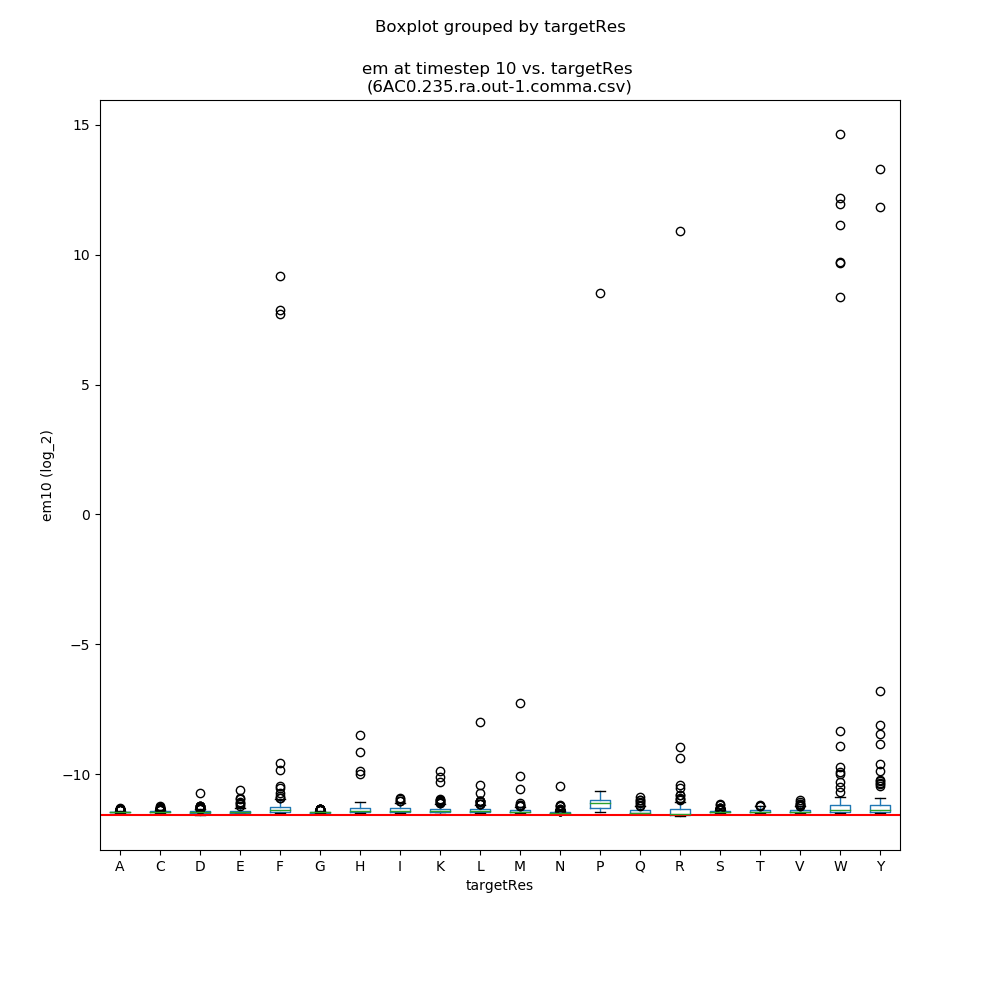 Boxplot grouped by targetRes
em at timestep 10 vs. targetRes
(6AC0.235.ra.out-1.comma.csv)
15
10
5
0
−5
−10
em10 (log_2)
A C D E F G H I K L M N P Q R S T V W Y
targetRes